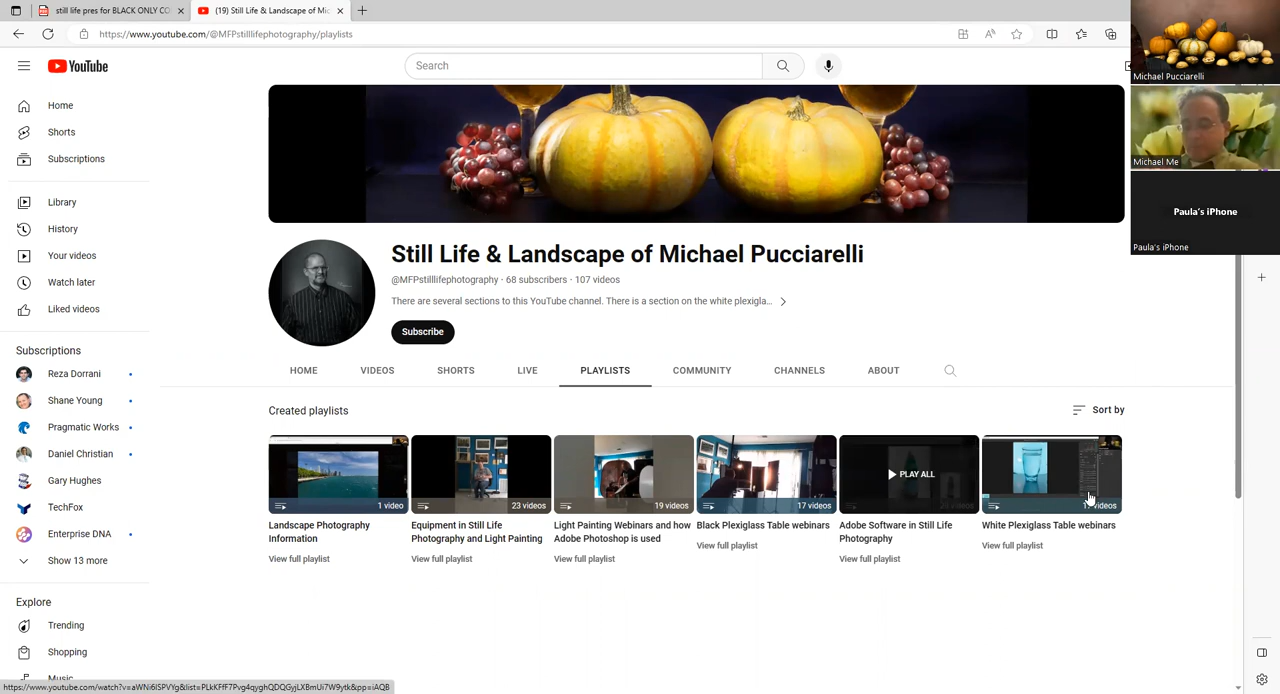 still life pres for BLACK ONLY CO
(19) Still Life & Landscape of Mic
https://www.youtube.com/@MFPstilllifephotography/playlists
YouTube
Search
Michael Pucciarelli
Michael Me
Paula's iPhone
Paula's iPhone
Home
Shorts
Subscriptions
Library
History
Your videos
Watch later
Liked videos
Subscriptions
Reza Dorrani
Shane Young
Pragmatic Works
Daniel Christian
Gary Hughes
TechFox
Enterprise DNA
Show 13 more
Explore
Trending
Shopping
Music
Still Life & Landscape of Michael Pucciarelli
@MFPstilllifephotography · 68 subscribers · 107 videos
There are several sections to this YouTube channel. There is a section on the white plexigla...
Subscribe
HOME VIDEOS SHORTS LIVE PLAYLISTS COMMUNITY CHANNELS ABOUT
Created playlists
Sort by
1 video
Landscape Photography
Information
View full playlist
23 videos
Equipment in Still Life
Photography and Light Painting
View full playlist
19 videos
Light Painting Webinars and how
Adobe Photoshop is used
View full playlist
17 videos
Black Plexiglass Table webinars
View full playlist
PLAY ALL
Adobe Software in Still Life
Photography
View full playlist
videos
White Plexiglass Table webinars
View full playlist